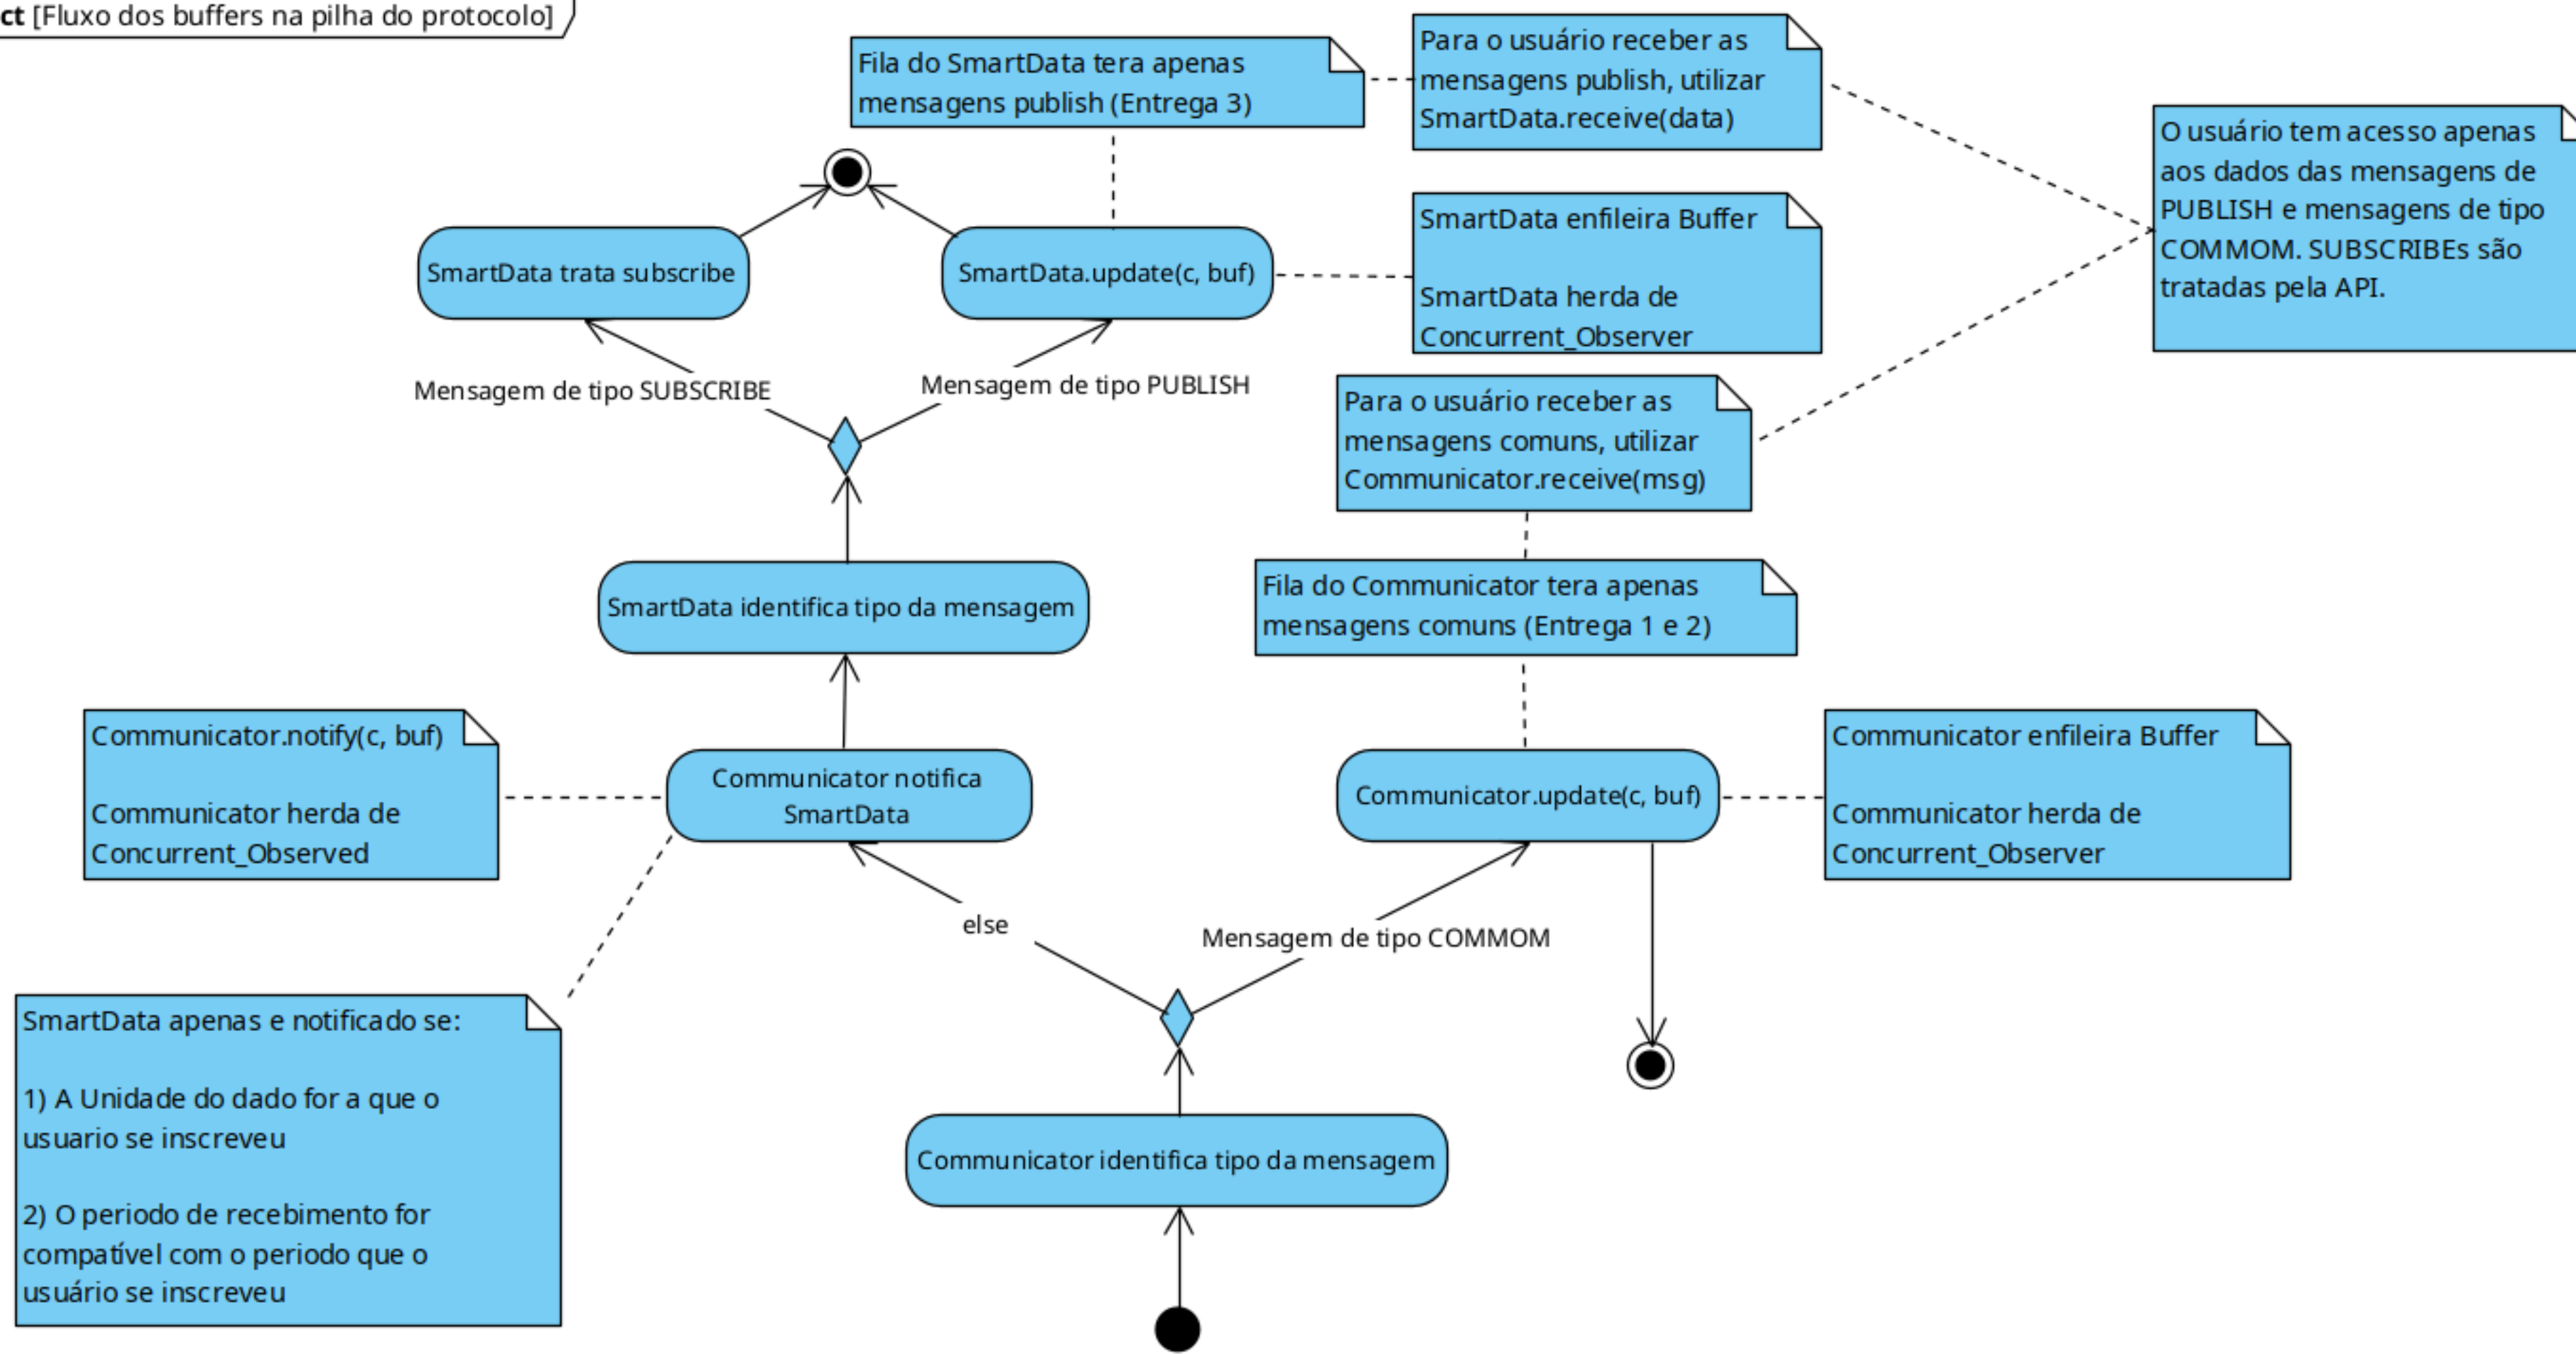 ct [Fluxo dos buffers na pilha do protocolo]
Fila do SmartData tera apenas
mensagens publish (Entrega 3)
Para o usuário receber as
mensagens publish, utilizar
SmartData.receive(data)
O usuário tem acesso apenas
aos dados das mensagens de
PUBLISH e mensagens de tipo
COMMOM. SUBSCRIBEs são
tratadas pela API.
SmartData trata subscribe
SmartData.update(c, buf)
SmartData enfileira Buffer
SmartData herda de
Concurrent_Observer
Mensagem de tipo SUBSCRIBE
Mensagem de tipo PUBLISH
Para o usuário receber as
mensagens comuns, utilizar
Communicator.receive(msg)
SmartData identifica tipo da mensagem
Fila do Communicator tera apenas
mensagens comuns (Entrega 1 e 2)
Communicator.notify(c, buf)
Communicator herda de
Concurrent_Observed
Communicator notifica
SmartData
Communicator.update(c, buf)
Communicator enfileira Buffer
Communicator herda de
Concurrent_Observer
else
Mensagem de tipo COMMOM
SmartData apenas e notificado se:
1) A Unidade do dado for a que o
usuario se inscreveu
2) O periodo de recebimento for
compatível com o periodo que o
usuário se inscreveu
Communicator identifica tipo da mensagem